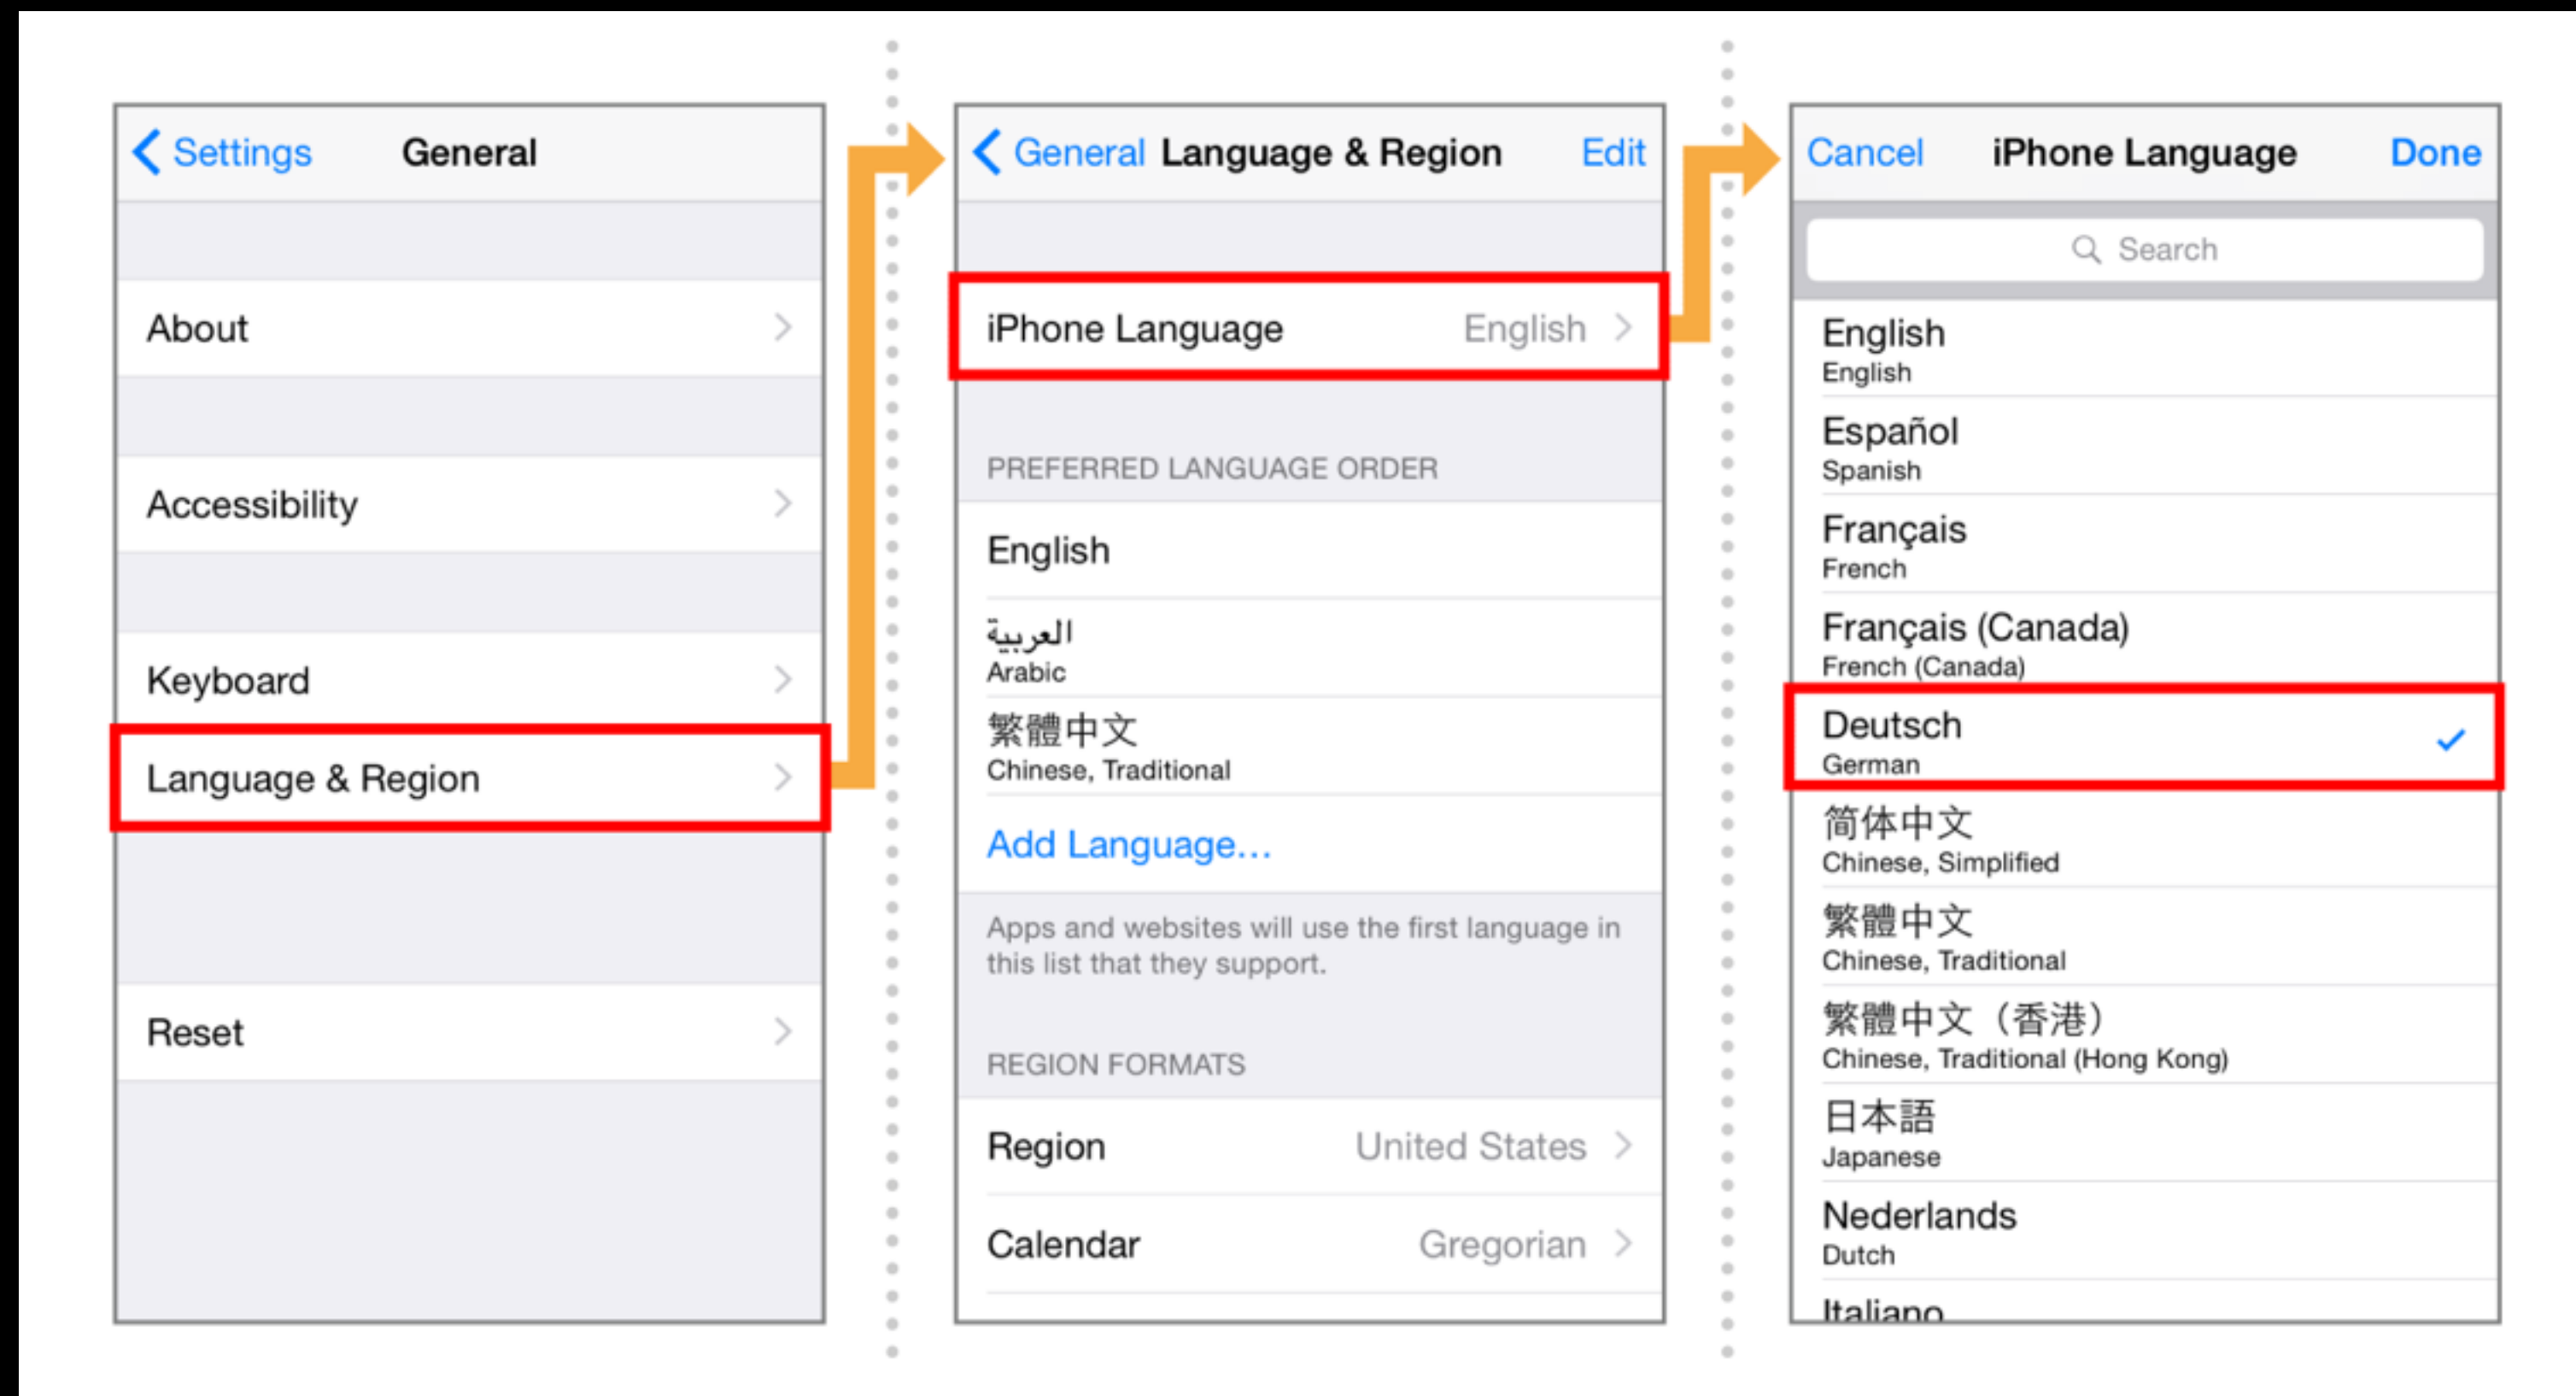 Settings General
About
Accessibility
Keyboard
Language & Region
Reset
General Language & Region Edit
iPhone Language English
PREFERRED LANGUAGE ORDER
English
العربية
Arabic
繁體中文
Chinese, Traditional
Add Language...
Apps and websites will use the first language in
this list that they support.
REGION FORMATS
Region United States
Calendar Gregorian
Cancel iPhone Language Done
Search
English
English
Español
Spanish
Français
French
Français (Canada)
French (Canada)
Deutsch
German
简体中文
Chinese, Simplified
繁體中文
Chinese, Traditional
繁體中文（香港）
Chinese, Traditional (Hong Kong)
日本語
Japanese
Nederlands
Dutch
Italiano